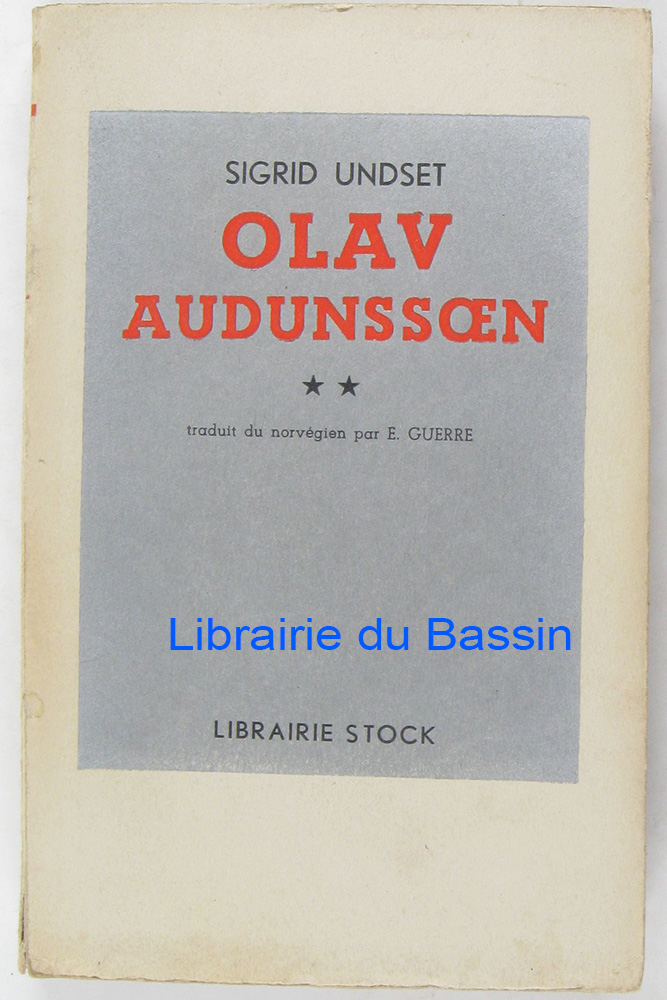 SIGRID UNDSET
OLAV
AUDUNSSŒN
★ ★
traduit du norvégien par E. GUERRE
Librairie du Bassin
LIBRAIRIE STOCK